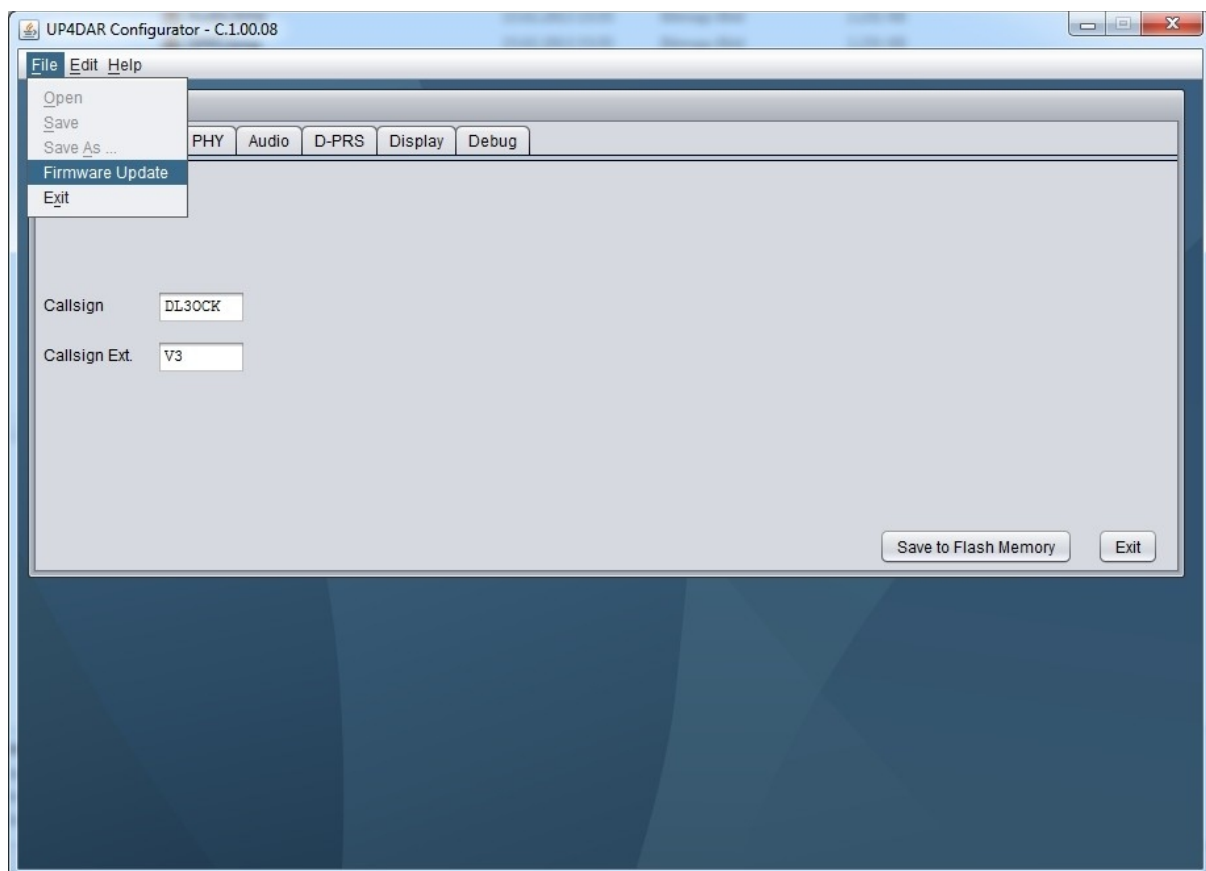 UP4DAR Configurator - C.1.00.08
File Edit Help
Open
Save
Save As ...
Firmware Update
Exit
PHY Audio D-PRS Display Debug
Callsign DL3OCK
Callsign Ext. V3
Save to Flash Memory Exit